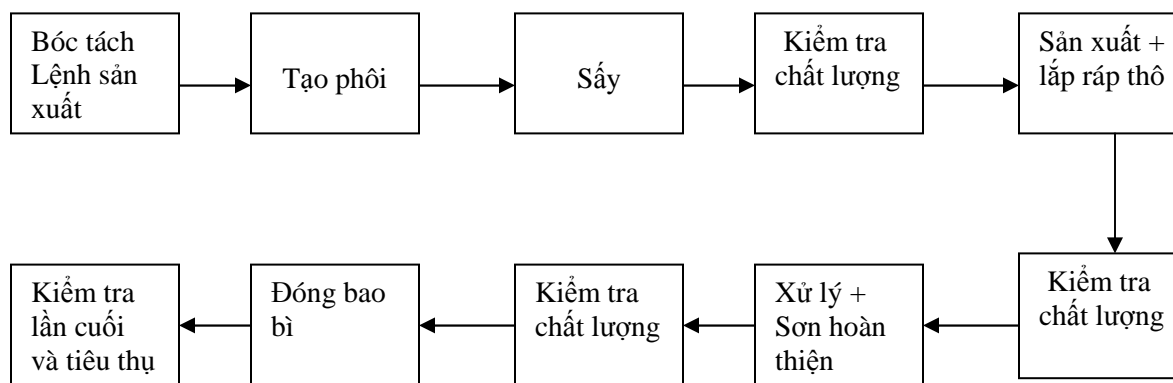 Bóc tách
Lệnh sản
xuất
Tạo phôi
Sấy
Kiểm tra
chất lượng
Sản xuất +
lắp ráp thô
Kiểm tra
chất lượng
Xử lý +
Sơn hoàn
thiện
Kiểm tra
chất lượng
Đóng bao
bì
Kiểm tra
lần cuối
và tiêu thụ